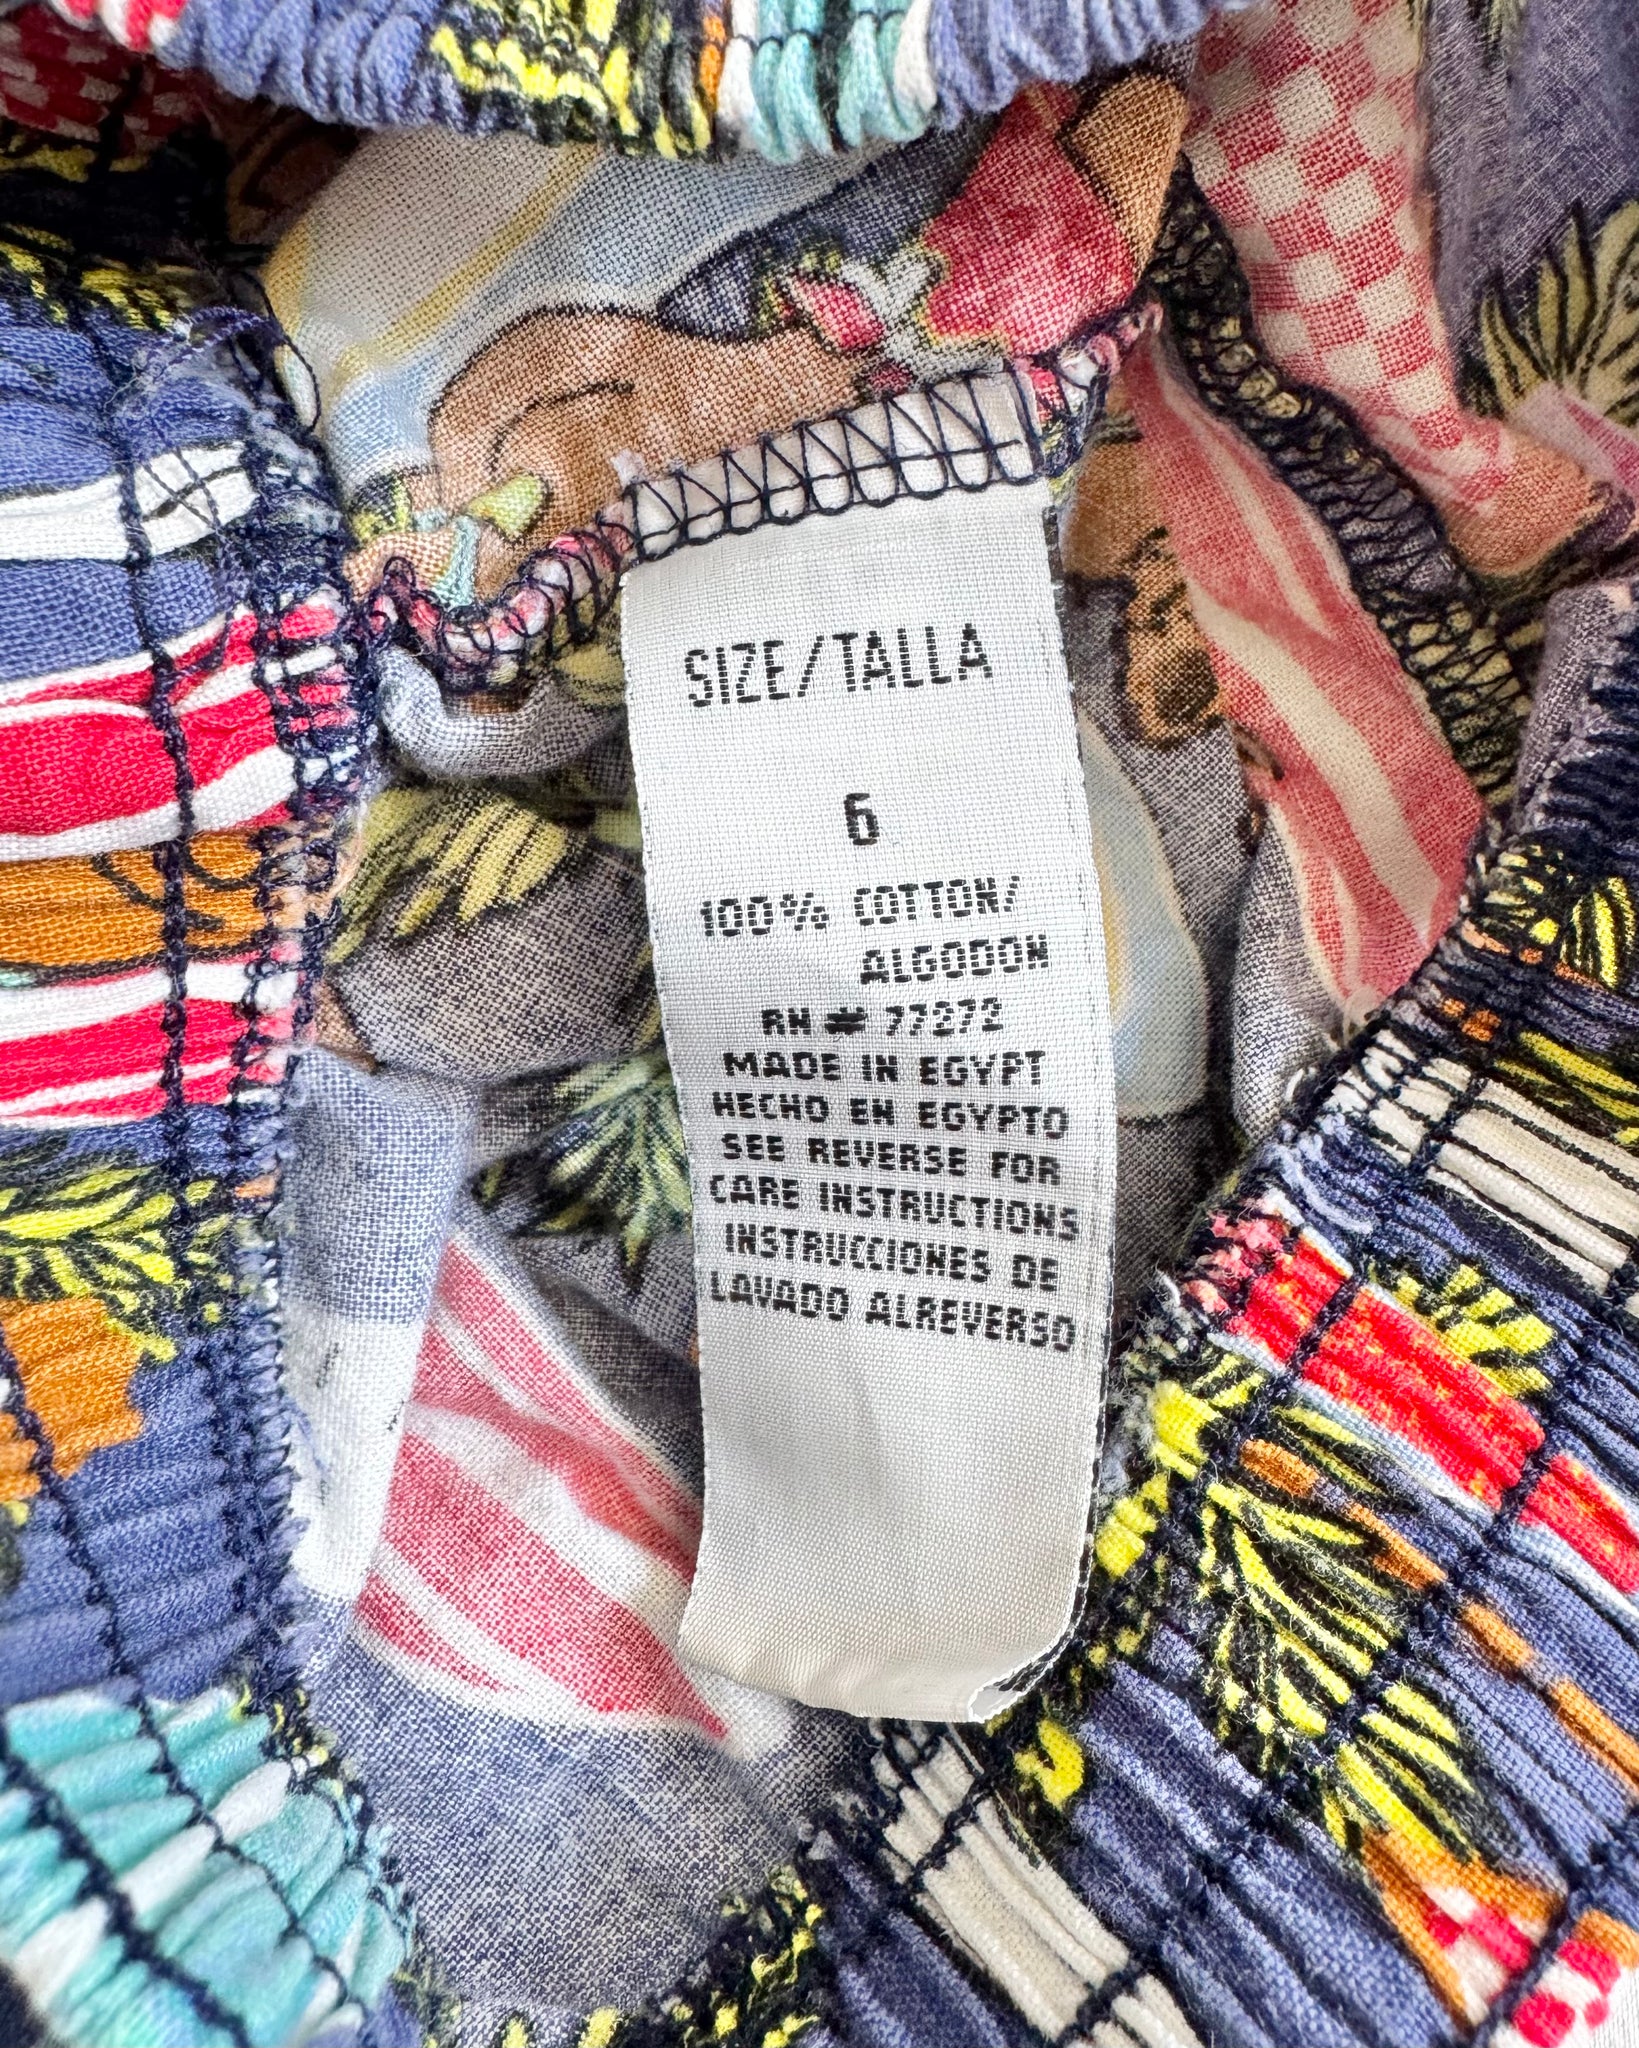 SIZE/TALLA
6
100% COTTON/
ALGODON
RN # 77272
MADE IN EGYPT
HECHO EN EGYPTO
SEE REVERSE FOR
CARE INSTRUCTIONS
INSTRUCCIONES DE
LAVADO ALREVERSO